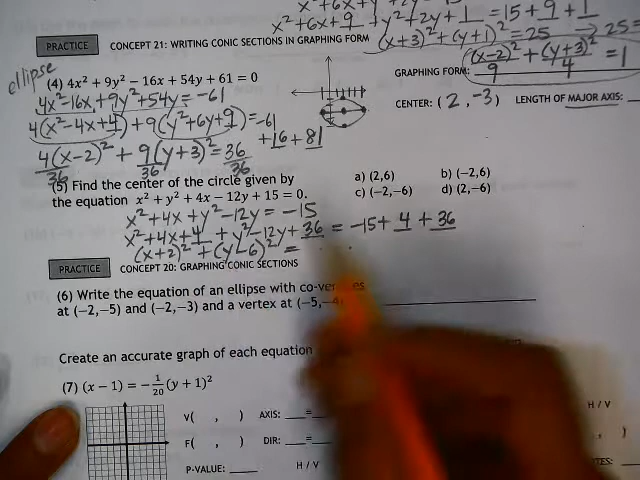 x² + 6x + y² + 2y
x²+6x+9 + y²+2y+1 = 15+9+1
PRACTICE CONCEPT 21: WRITING CONIC SECTIONS IN GRAPHING FORM
(x+3)²+(y+1)²=25 → 25=
ellipse
(4) 4x² + 9y² − 16x + 54y + 61 = 0
GRAPHING FORM: (x−2)²/9 + (y+3)²/4 = 1
4x²−16x+9y²+54y=−61
CENTER: (2,−3) LENGTH OF MAJOR AXIS:
4(x²−4x+4)+9(y²+6y+9)=−61
+16+81
4(x−2)²/36 + 9(y+3)²/36 = 36/36
(5) Find the center of the circle given by
the equation x² + y² + 4x − 12y + 15 = 0.
a) (2,6) b) (−2,6)
c) (−2,−6) d) (2,−6)
x²+4x+y²−12y = −15
x²+4x+4+y²−12y+36 = −15+4+36
(x+2)²+(y−6)² =
PRACTICE CONCEPT 20: GRAPHING CONIC SECTIONS
(6) Write the equation of an ellipse with co-vertices
at (−2,−5) and (−2,−3) and a vertex at (−5,−4)
Create an accurate graph of each equation
(7) (x − 1) = −1/20 (y + 1)²
V( , ) AXIS: = H / V
F( , ) DIR: = , )
P-VALUE: H / V